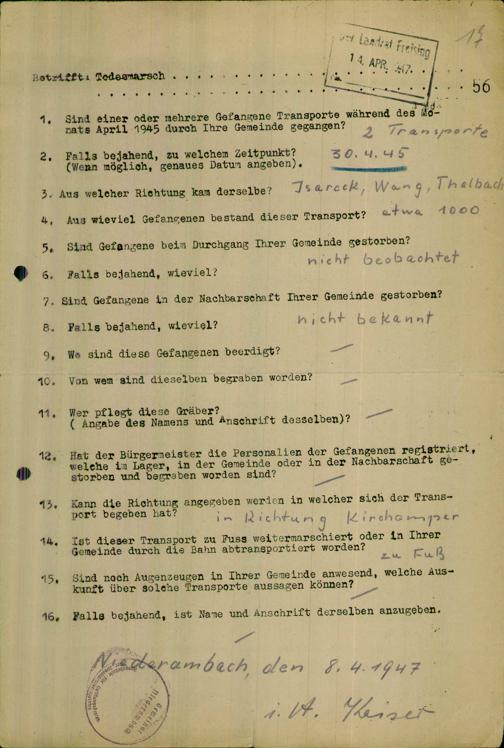 17
Der Landrat Freising
14. APR. 1947
Betrifft: Todesmarsch . . . . . . . . . . . . . . . . . . . .
56
1. Sind einer oder mehrere Gefangene Transporte während des Mo-
nats April 1945 durch Ihre Gemeinde gegangen? 2 Transporte
2. Falls bejahend, zu welchem Zeitpunkt? 30.4.45
(Wenn möglich, genaues Datum angeben).
3. Aus welcher Richtung kam derselbe? Isareck, Wang, Thalbach
4. Aus wieviel Gefangenen bestand dieser Transport? etwa 1000
5. Sind Gefangene beim Durchgang Ihrer Gemeinde gestorben?
nicht beobachtet
6. Falls bejahend, wieviel?
7. Sind Gefangene in der Nachbarschaft Ihrer Gemeinde gestorben?
8. Falls bejahend, wieviel? nicht bekannt
9. Wo sind diese Gefangenen beerdigt? —
10. Von wem sind dieselben begraben worden? —
11. Wer pflegt diese Gräber? —
( Angabe des Namens und Anschrift desselben)?
12. Hat der Bürgermeister die Personalien der Gefangenen registriert,
welche im Lager, in der Gemeinde oder in der Nachbarschaft ge-
storben und begraben worden sind? —
13. Kann die Richtung angegeben werden in welcher sich der Trans-
port begeben hat? in Richtung Kirchamper
14. Ist dieser Transport zu Fuss weitermarschiert oder in Ihrer
Gemeinde durch die Bahn abtransportiert worden? zu Fuß
15. Sind noch Augenzeugen in Ihrer Gemeinde anwesend, welche Aus-
kunft über solche Transporte aussagen können? —
16. Falls bejahend, ist Name und Anschrift derselben anzugeben.
—
Niederambach, den 8.4.1947
i. A. Keiser